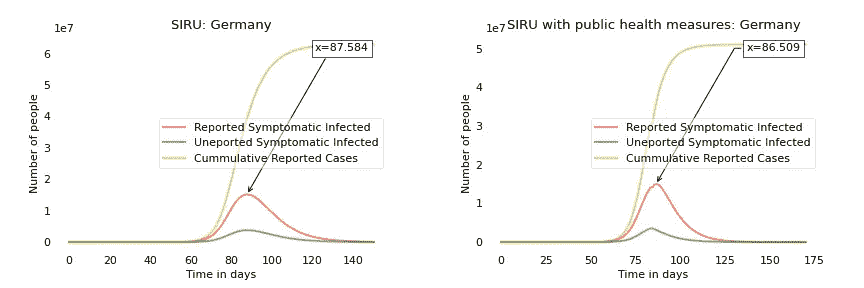 SIRU: Germany
1e7
x=87.584
6
5
4
3
2
1
0
Number of people
Reported Symptomatic Infected
Uneported Symptomatic Infected
Cummulative Reported Cases
0 20 40 60 80 100 120 140
Time in days
SIRU with public health measures: Germany
1e7
x=86.509
5
4
3
2
1
0
Number of people
Reported Symptomatic Infected
Uneported Symptomatic Infected
Cummulative Reported Cases
0 25 50 75 100 125 150 175
Time in days